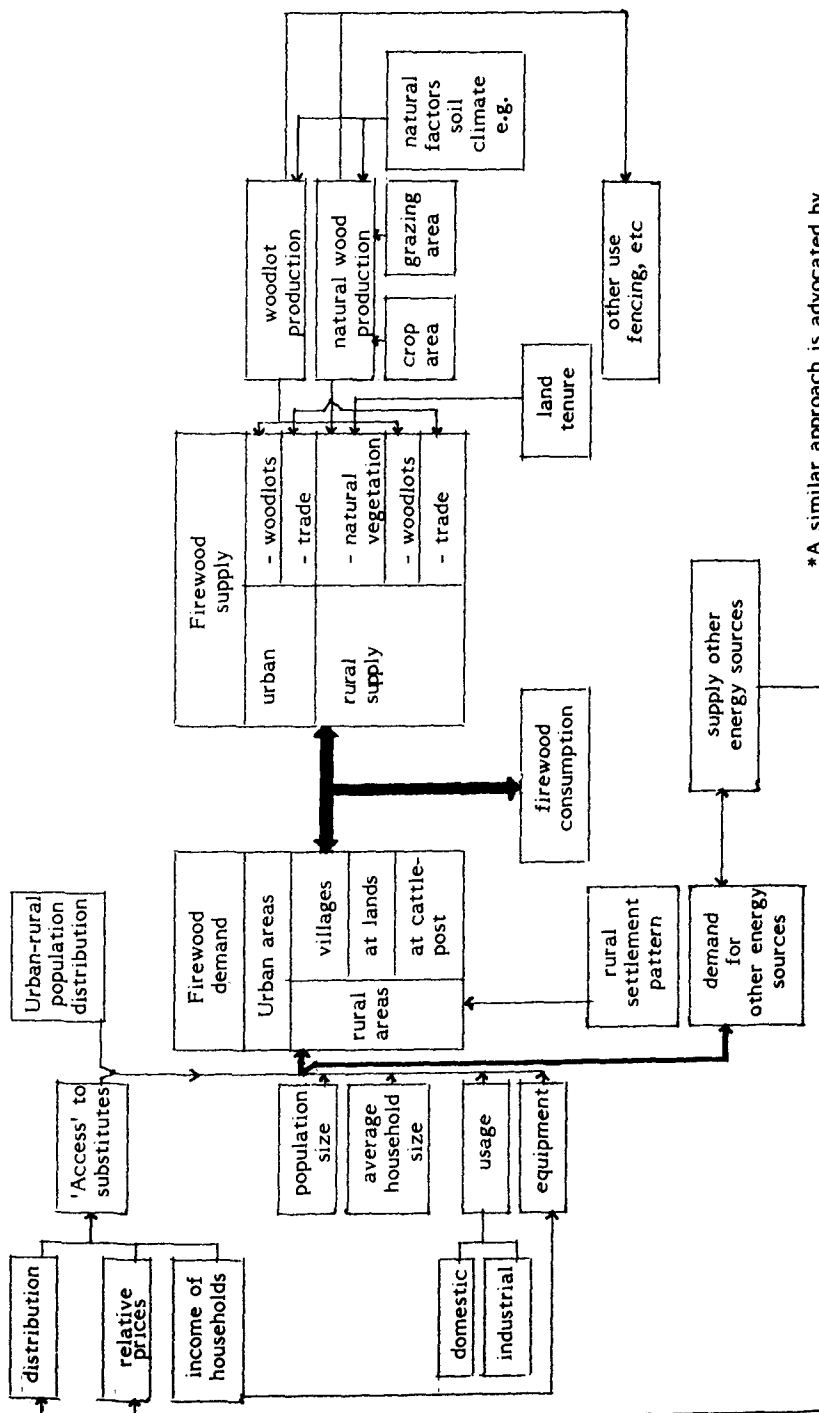 distribution
relative
prices
income of
households
'Access' to
substitutes
Urban-rural
population
distribution
population
size
average
household
size
usage
equipment
domestic
industrial
Firewood
demand
Urban areas
rural
areas
villages
at lands
at cattle-
post
rural
settlement
pattern
demand
for
other energy
sources
firewood
consumption
supply other
energy sources
Firewood
supply
urban
- woodlots
- trade
rural
supply
- natural
vegetation
- woodlots
- trade
land
tenure
woodlot
production
natural wood
production
crop
area
grazing
area
natural
factors
soil
climate
e.g.
other use
fencing, etc
*A similar approach is advocated by